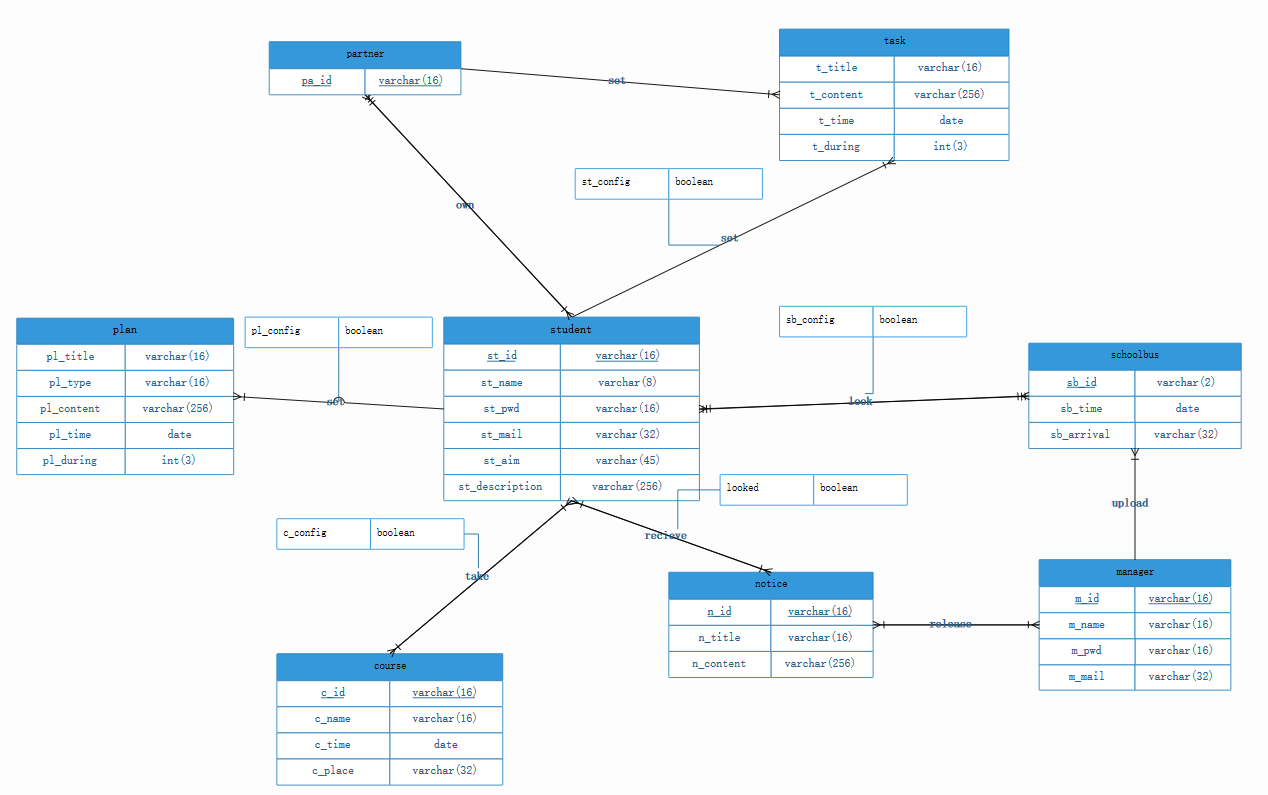 partner
pa_id varchar(16)
task
t_title varchar(16)
t_content varchar(256)
t_time date
t_during int(3)
set
st_config boolean
own
set
plan
pl_title varchar(16)
pl_type varchar(16)
pl_content varchar(256)
pl_time date
pl_during int(3)
pl_config boolean
set
student
st_id varchar(16)
st_name varchar(8)
st_pwd varchar(16)
st_mail varchar(32)
st_aim varchar(45)
st_description varchar(256)
sb_config boolean
look
schoolbus
sb_id varchar(2)
sb_time date
sb_arrival varchar(32)
looked boolean
recieve
upload
c_config boolean
take
notice
n_id varchar(16)
n_title varchar(16)
n_content varchar(256)
release
manager
m_id varchar(16)
m_name varchar(16)
m_pwd varchar(16)
m_mail varchar(32)
course
c_id varchar(16)
c_name varchar(16)
c_time date
c_place varchar(32)